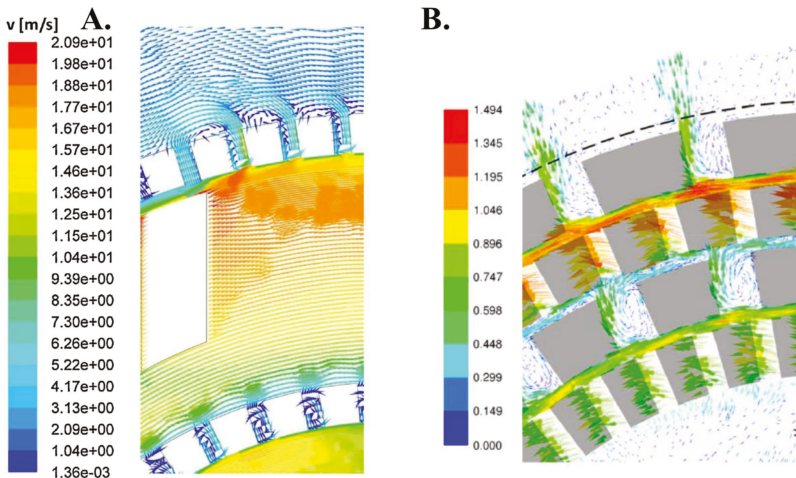 A.
B.
v [m/s]
2.09e+01
1.98e+01
1.88e+01
1.77e+01
1.67e+01
1.57e+01
1.46e+01
1.36e+01
1.25e+01
1.15e+01
1.04e+01
9.39e+00
8.35e+00
7.30e+00
6.26e+00
5.22e+00
4.17e+00
3.13e+00
2.09e+00
1.04e+00
1.36e-03
1.494
1.345
1.195
1.046
0.896
0.747
0.598
0.448
0.299
0.149
0.000